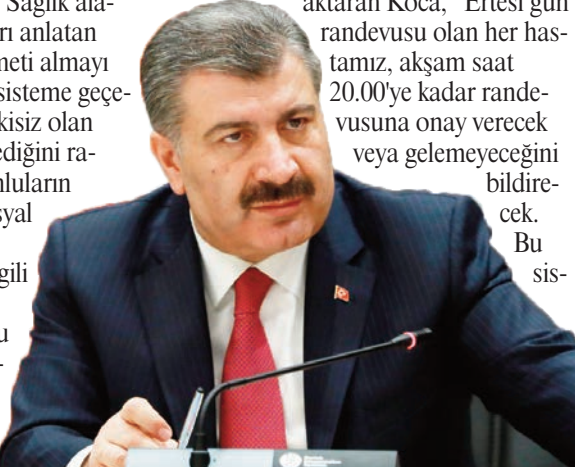 Sağlık ala-
rı anlatan
meti almayı
sisteme geçe-
kisiz olan
ediğini ra-
luların
syal
gili
u
aktaran Koca, "Ertesi gün
randevusu olan her has-
tamız, akşam saat
20.00'ye kadar rande-
vusuna onay verecek
veya gelemeyeceğini
bildire-
cek.
Bu
sis-